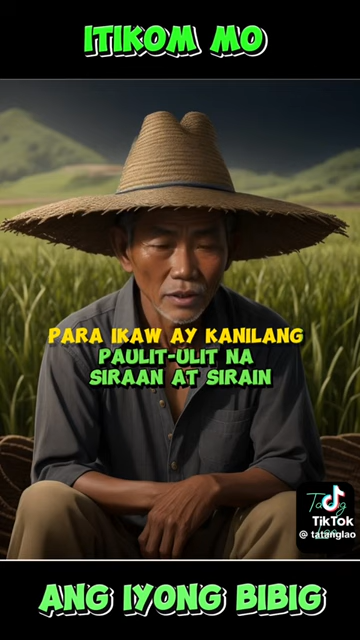 ITIKOM MO
PARA IKAW AY KANILANG
PAULIT-ULIT NA
SIRAAN AT SIRAIN
TikTok
@ tatanglao
ANG IYONG BIBIG